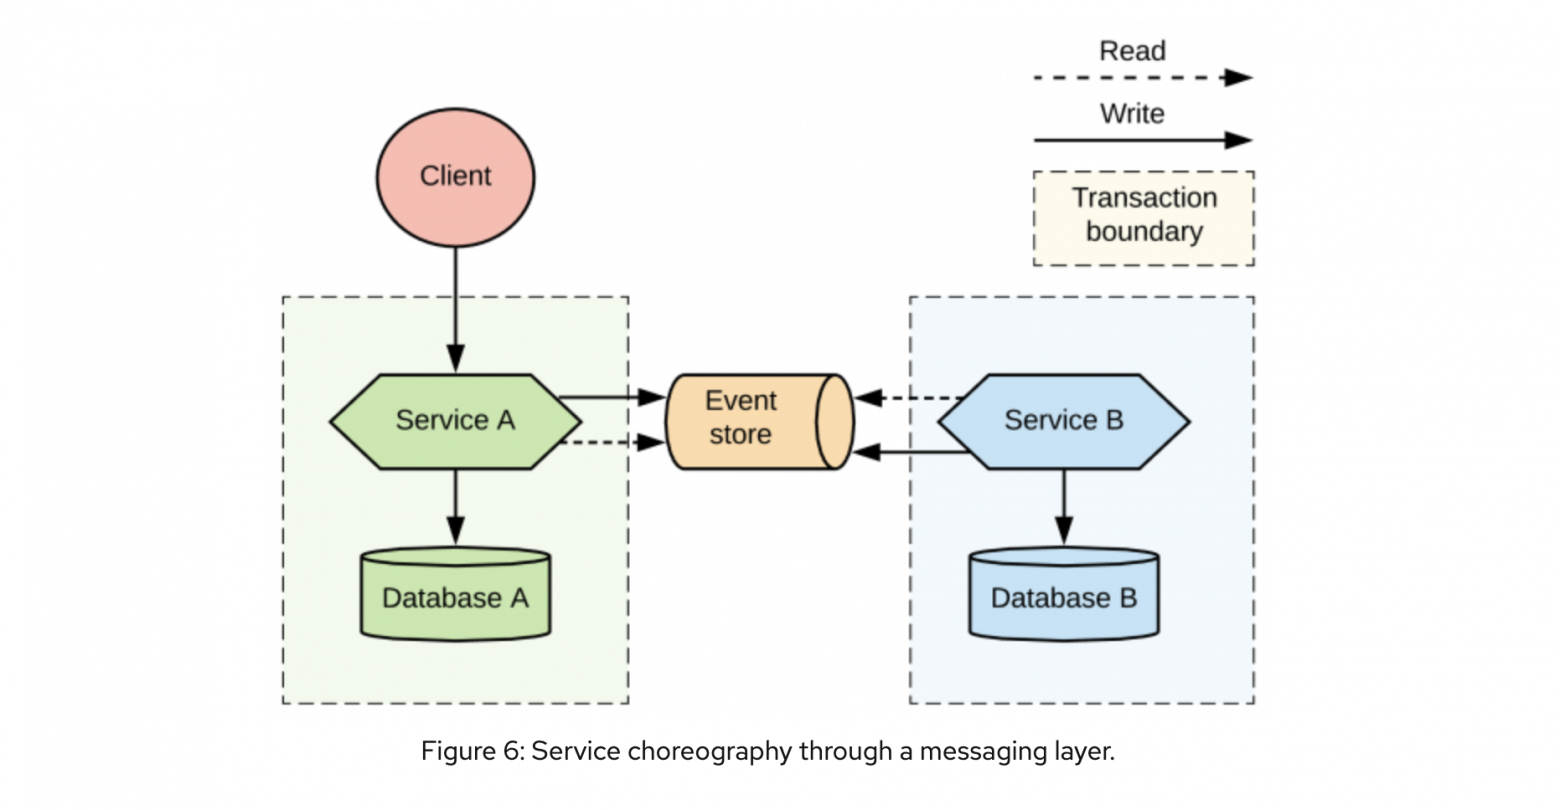 Read
Write
Transaction
boundary
Client
Service A
Event
store
Service B
Database A
Database B
Figure 6: Service choreography through a messaging layer.